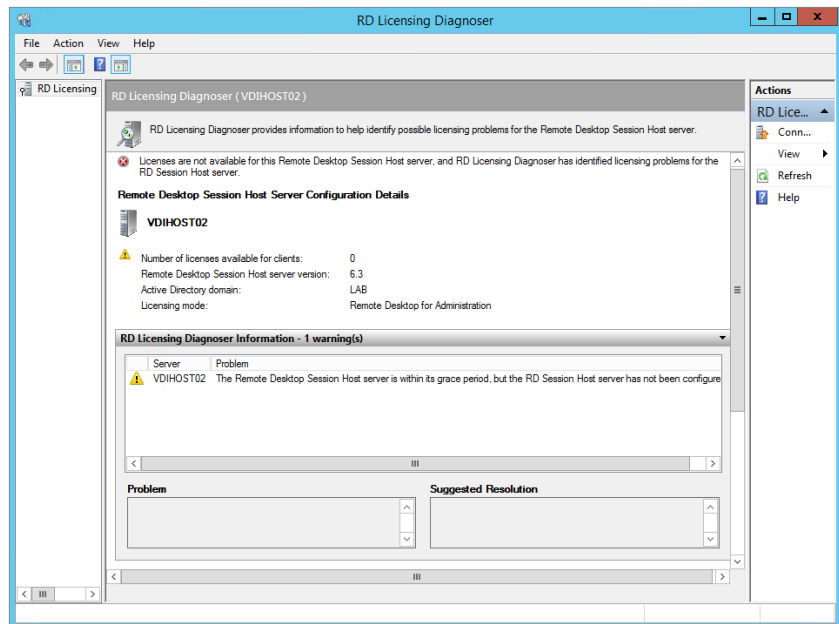 RD Licensing Diagnoser
File Action View Help
RD Licensing
RD Licensing Diagnoser ( VDIHOST02 )
RD Licensing Diagnoser provides information to help identify possible licensing problems for the Remote Desktop Session Host server.
Licenses are not available for this Remote Desktop Session Host server, and RD Licensing Diagnoser has identified licensing problems for the
RD Session Host server.
Remote Desktop Session Host Server Configuration Details
VDIHOST02
Number of licenses available for clients: 0
Remote Desktop Session Host server version: 6.3
Active Directory domain: LAB
Licensing mode: Remote Desktop for Administration
RD Licensing Diagnoser Information - 1 warning(s)
Server Problem
VDIHOST02 The Remote Desktop Session Host server is within its grace period, but the RD Session Host server has not been configure
Problem Suggested Resolution
Actions
RD Lice...
Conn...
View
Refresh
Help